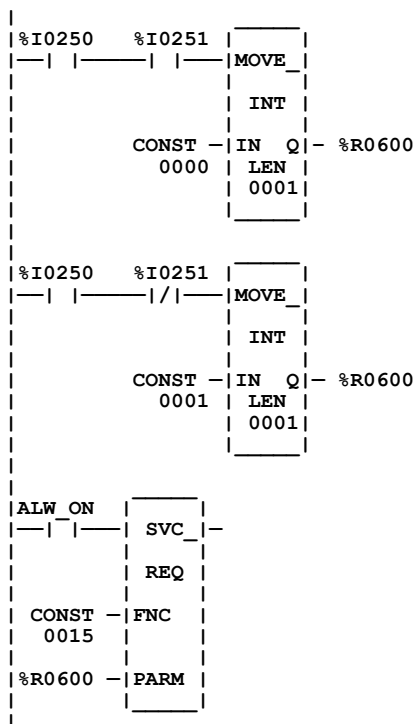 %I0250 %I0251
MOVE_
INT
CONST IN Q %R0600
0000 LEN
0001
%I0250 %I0251
MOVE_
INT
CONST IN Q %R0600
0001 LEN
0001
ALW_ON
SVC_
REQ
CONST FNC
0015
%R0600 PARM